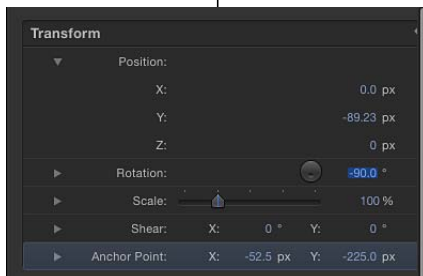 Transform
Position:
X: 0.0 px
Y: -89.23 px
Z: 0 px
Rotation: -90.0 °
Scale: 100 %
Shear: X: 0 ° Y: 0 °
Anchor Point: X: -52.5 px Y: -225.0 px